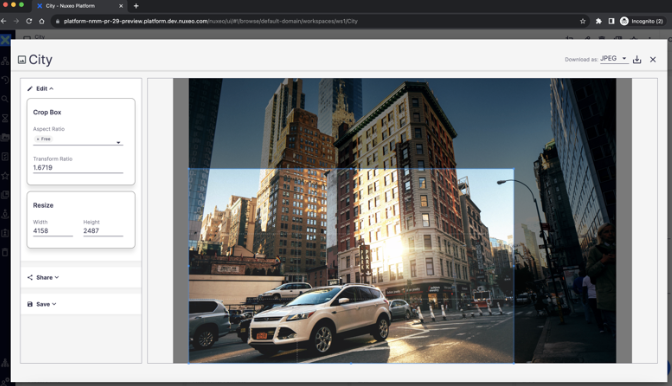 City - Nuxeo Platform
platform-nmm-pr-29-preview.platform.dev.nuxeo.com/nuxeo/ui/#!/browse/default-domain/workspaces/ws1/City
Incognito (2)
City
City
Download as: JPEG
Edit
Crop Box
Aspect Ratio
x Free
Transform Ratio
1.6719
Resize
Width Height
4158 2487
Share
Save